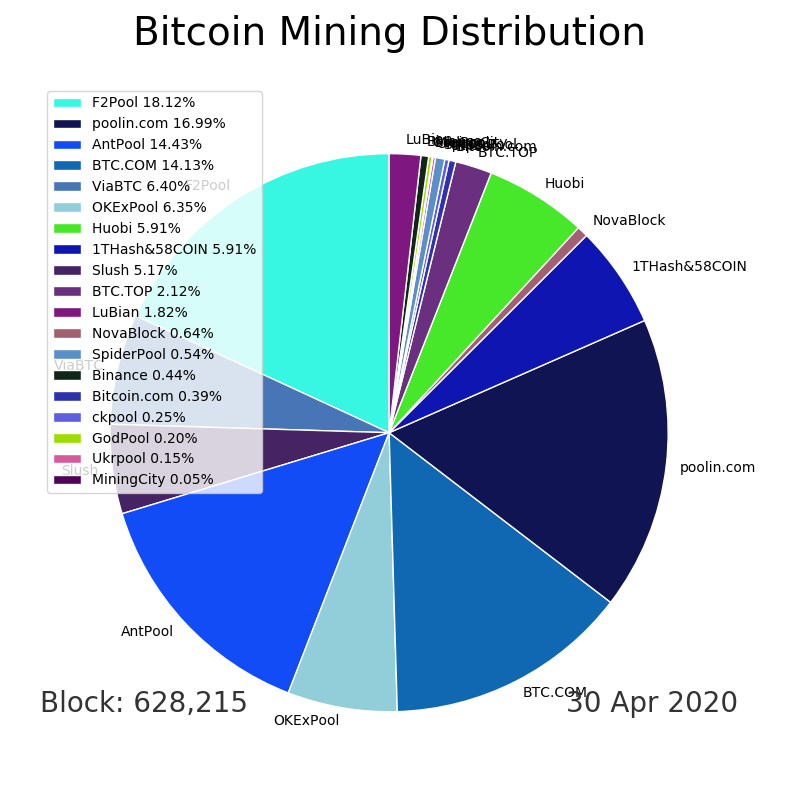 Bitcoin Mining Distribution
F2Pool 18.12%
poolin.com 16.99%
AntPool 14.43%
BTC.COM 14.13%
ViaBTC 6.40%
OKExPool 6.35%
Huobi 5.91%
1THash&58COIN 5.91%
Slush 5.17%
BTC.TOP 2.12%
LuBian 1.82%
NovaBlock 0.64%
SpiderPool 0.54%
Binance 0.44%
Bitcoin.com 0.39%
ckpool 0.25%
GodPool 0.20%
Ukrpool 0.15%
MiningCity 0.05%
LuBian
BTC.TOP
Huobi
NovaBlock
1THash&58COIN
poolin.com
BTC.COM
OKExPool
AntPool
Slush
ViaBTC
F2Pool
Block: 628,215
30 Apr 2020